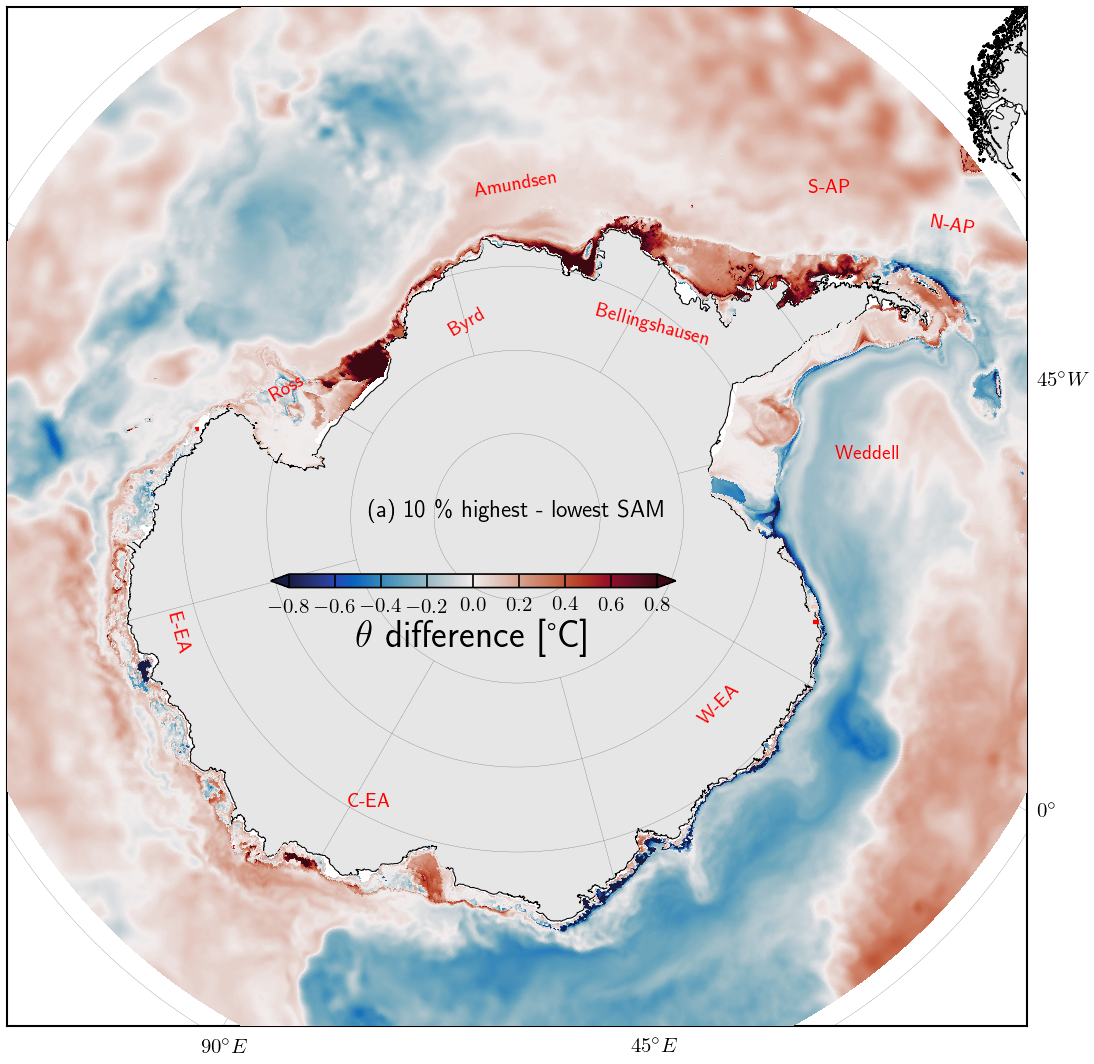 S-AP
Amundsen
N-AP
Byrd
Bellingshausen
Ross
45°W
Weddell
(a) 10 % highest - lowest SAM
−0.8 −0.6 −0.4 −0.2 0.0 0.2 0.4 0.6 0.8
θ difference [°C]
E-EA
W-EA
C-EA
0°
90°E
45°E